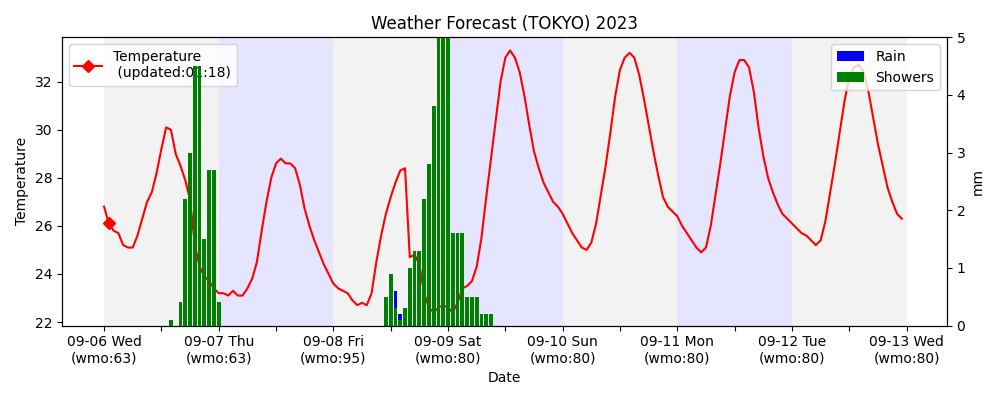 Weather Forecast (TOKYO) 2023
Temperature
(updated:01:18)
Rain
Showers
Temperature
32
30
28
26
24
22
5
4
3
2
1
0
mm
09-06 Wed 09-07 Thu 09-08 Fri 09-09 Sat 09-10 Sun 09-11 Mon 09-12 Tue 09-13 Wed
(wmo:63) (wmo:63) (wmo:95) (wmo:80) (wmo:80) (wmo:80) (wmo:80) (wmo:80)
Date